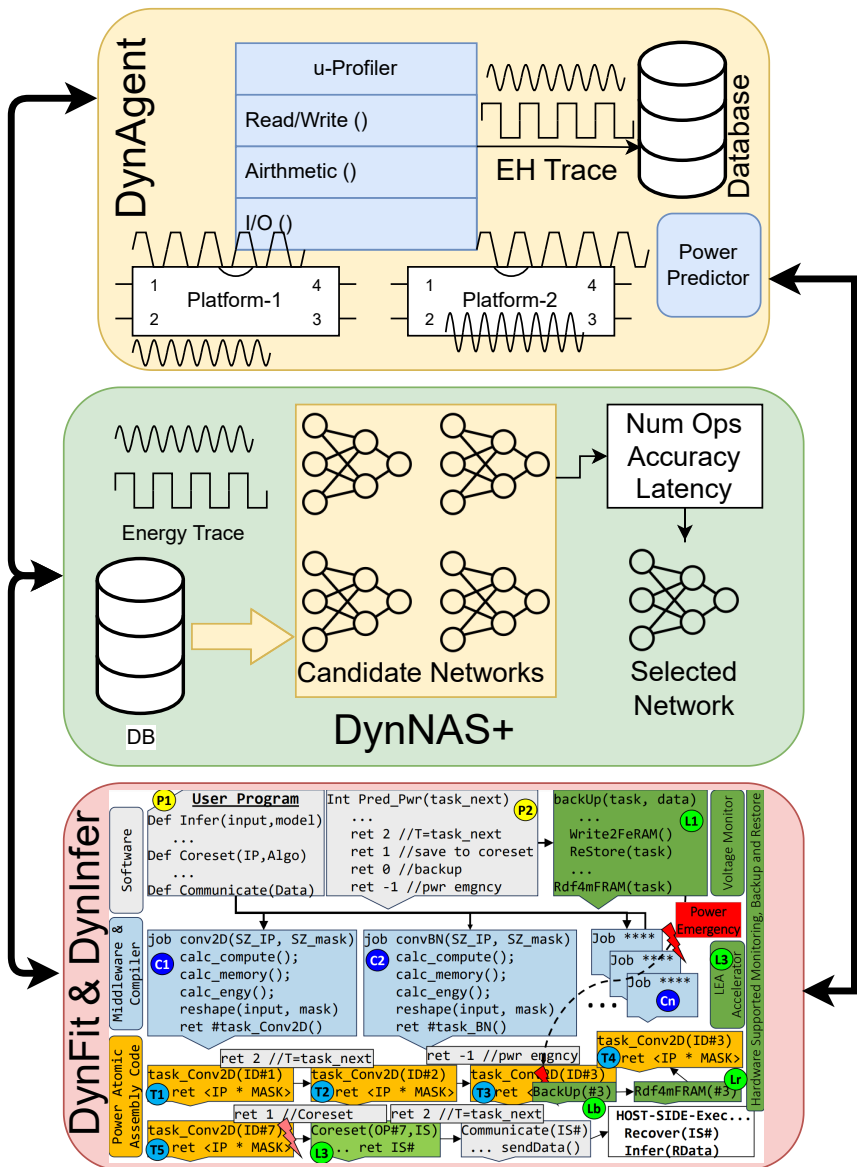 DynAgent
u-Profiler
Read/Write ()
Airthmetic ()
I/O ()
EH Trace
Database
Power
Predictor
1
4
Platform-1
2
3
1
4
Platform-2
2
3
Energy Trace
DB
Candidate Networks
Num Ops
Accuracy
Latency
Selected
Network
DynNAS+
DynFit & DynInfer
Software
P1
User Program
Def Infer(input,model)
...
Def Coreset(IP,Algo)
...
Def Communicate(Data)
Int Pred_Pwr(task_next)
P2
...
ret 2 //T=task_next
ret 1 //save to coreset
ret 0 //backup
ret -1 //pwr emgncy
backUp(task, data)
L1
...
Write2FeRAM()
ReStore(task)
...
Rdf4mFRAM(task)
Voltage Monitor
Hardware Supported Monitoring, Backup and Restore
Power
Emergency
Middleware &
Compiler
job conv2D(SZ_IP, SZ_mask)
C1
calc_compute();
calc_memory();
calc_engy();
reshape(input, mask)
ret #task_Conv2D()
job convBN(SZ_IP, SZ_mask)
C2
calc_compute();
calc_memory();
calc_engy();
reshape(input, mask)
ret #task_BN()
Job ****
Job ****
Job ****
Cn
...
L3
LEA
Accelerator
Power Atomic
Assembly Code
ret 2 //T=task_next
ret -1 //pwr emgncy
task_Conv2D(ID#1)
T1
ret <IP * MASK>
task_Conv2D(ID#2)
T2
ret <IP * MASK>
task_Conv2D(ID#3)
T3
ret
BackUp(#3)
Lb
task_Conv2D(ID#3)
T4
ret <IP * MASK>
Rdf4mFRAM(#3)
Lr
ret 1 //Coreset
ret 2 //T=task_next
task_Conv2D(ID#7)
T5
ret <IP * MASK>
Coreset(OP#7,IS)
L3
.. ret IS#
Communicate(IS#)
... sendData()
HOST-SIDE-Exec...
Recover(IS#)
Infer(RData)